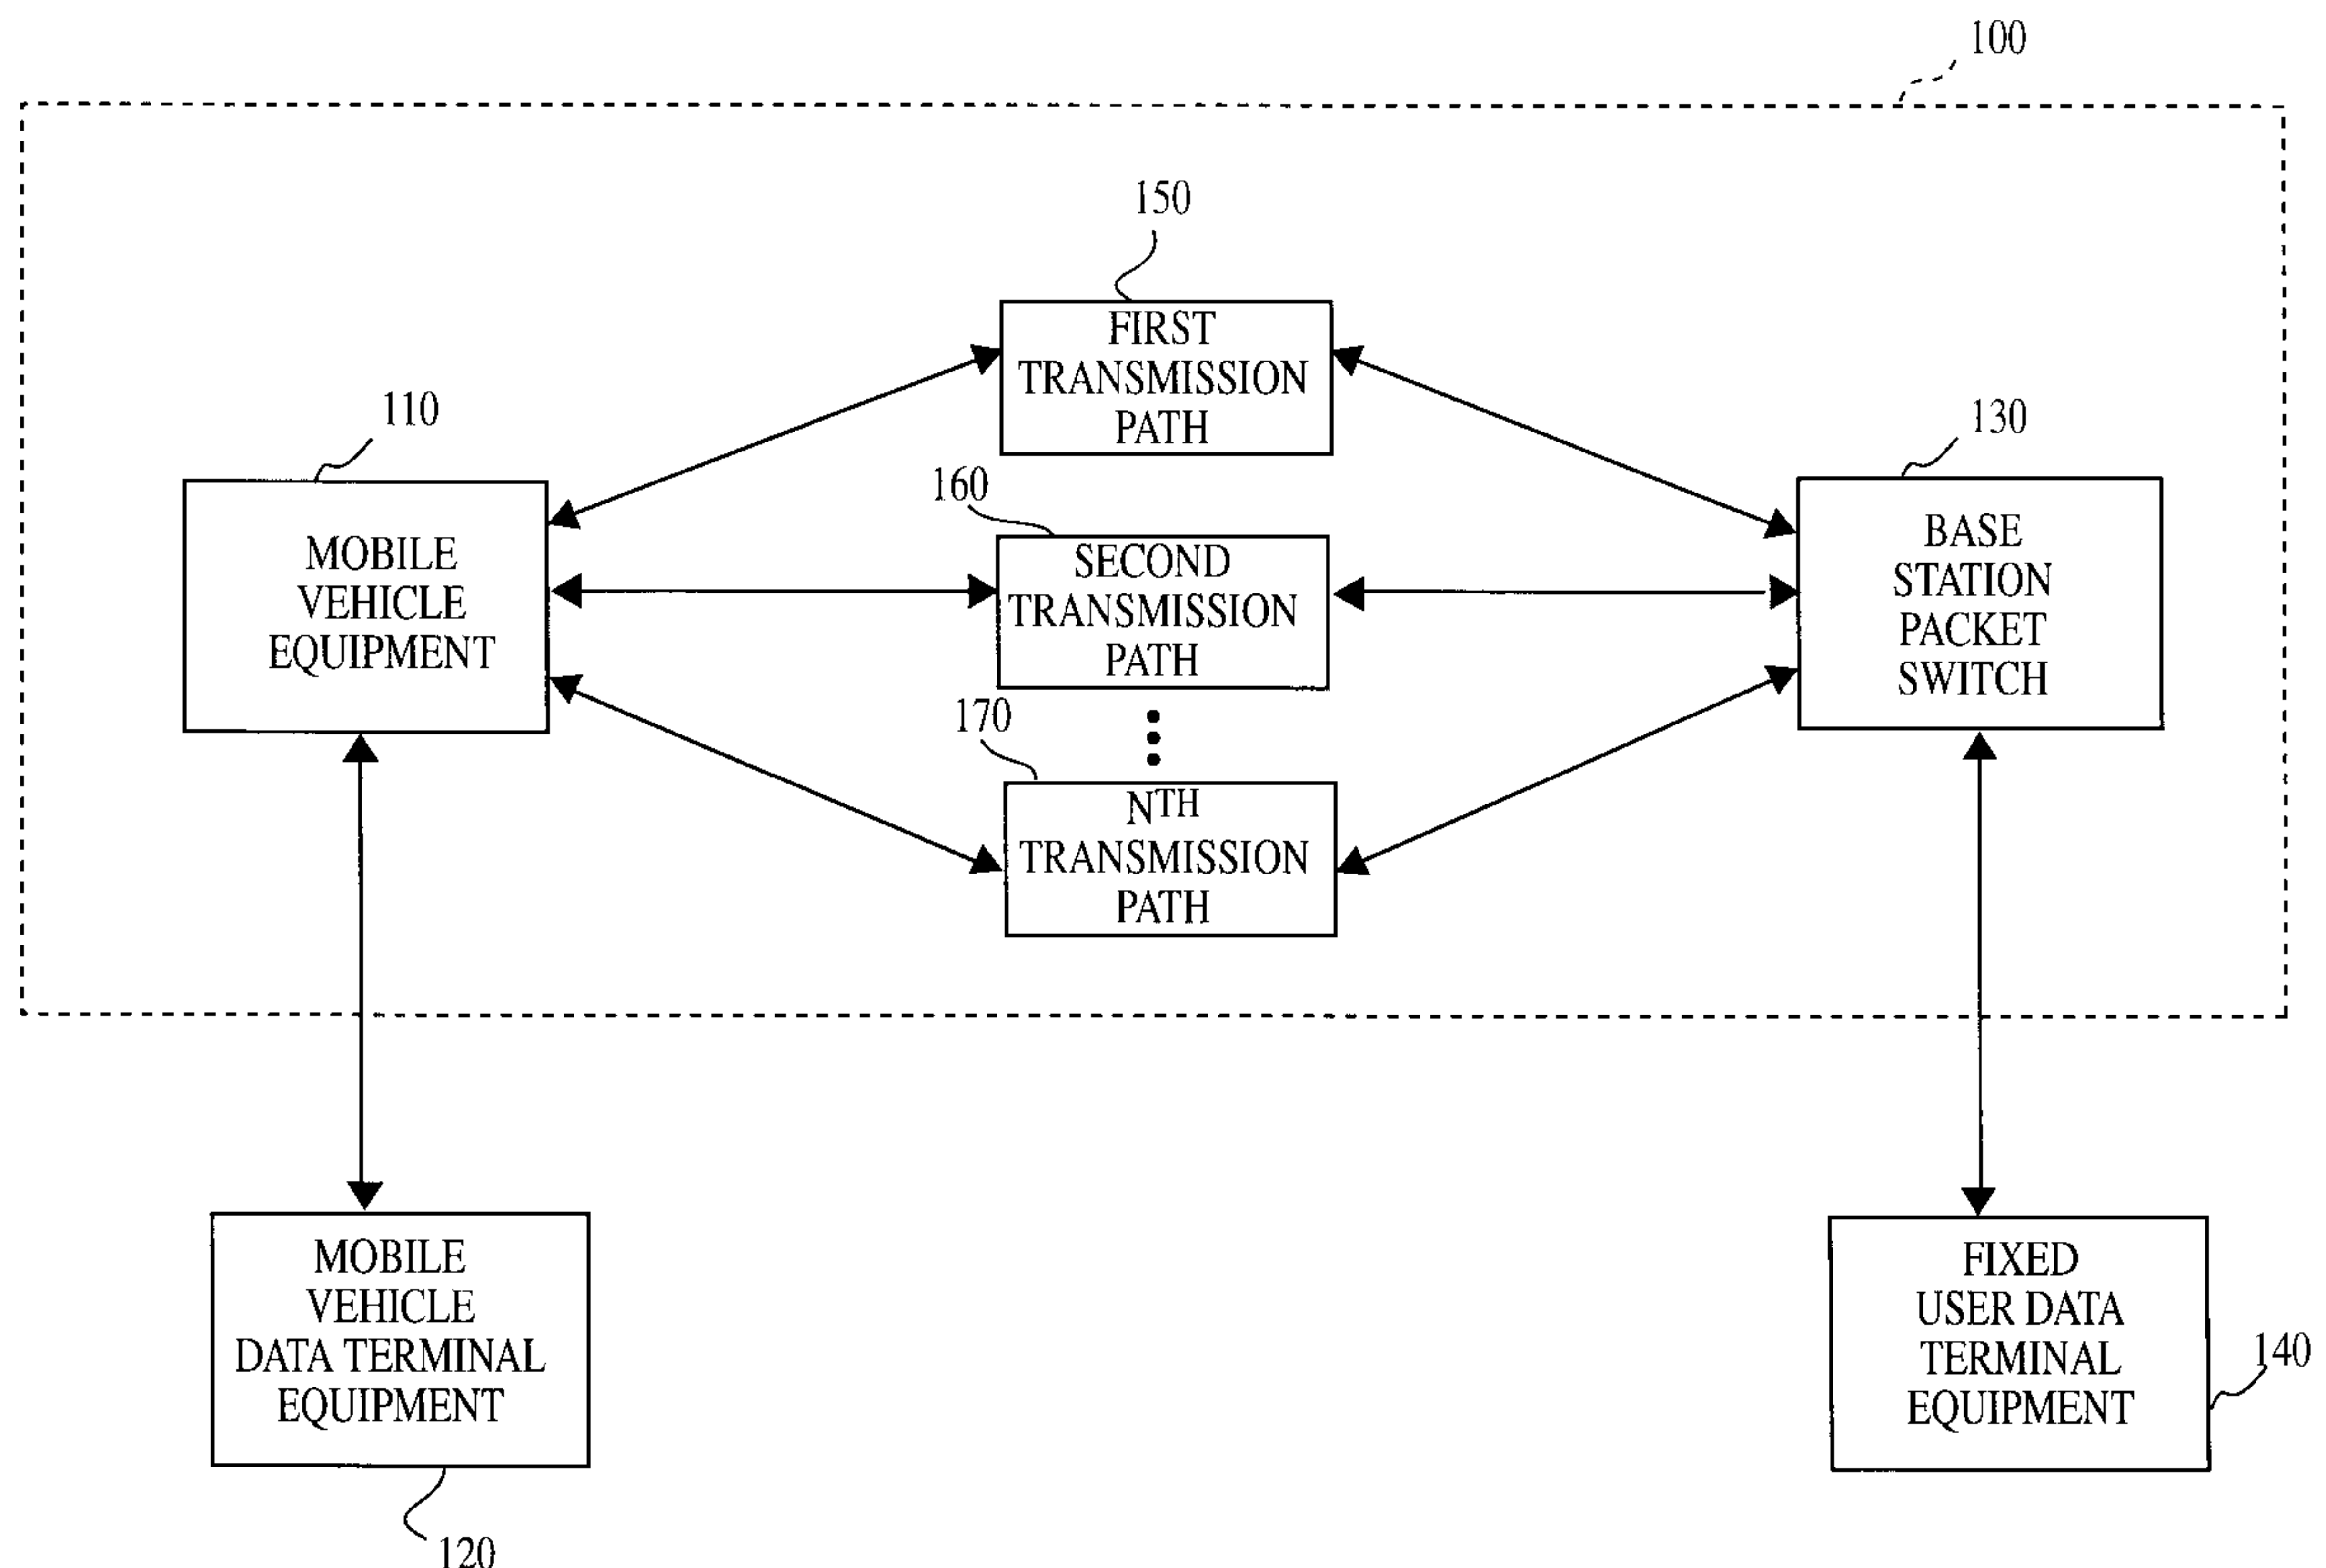 100
150
FIRST
TRANSMISSION
PATH
110
130
MOBILE
VEHICLE
EQUIPMENT
160
SECOND
TRANSMISSION
PATH
BASE
STATION
PACKET
SWITCH
170
NTH
TRANSMISSION
PATH
MOBILE
VEHICLE
DATA TERMINAL
EQUIPMENT
120
FIXED
USER DATA
TERMINAL
EQUIPMENT
140